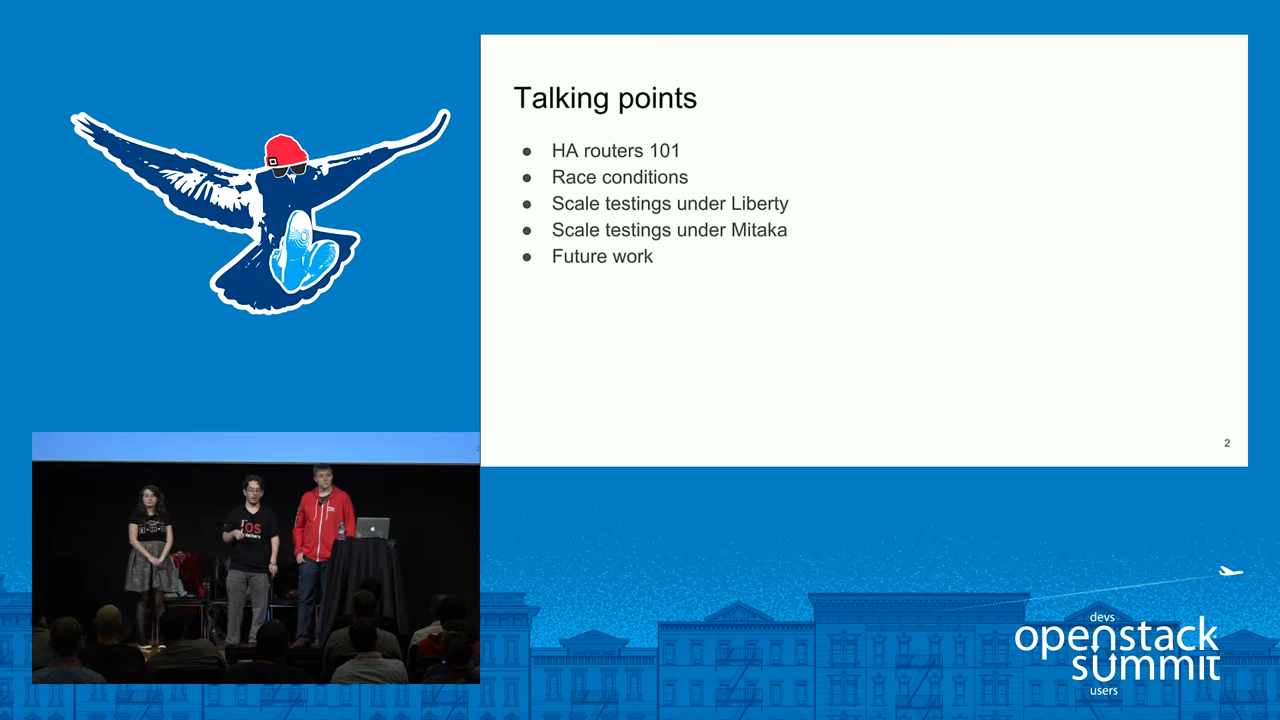 Talking points
● HA routers 101
● Race conditions
● Scale testings under Liberty
● Scale testings under Mitaka
● Future work
2
devs
openstack
summit
users